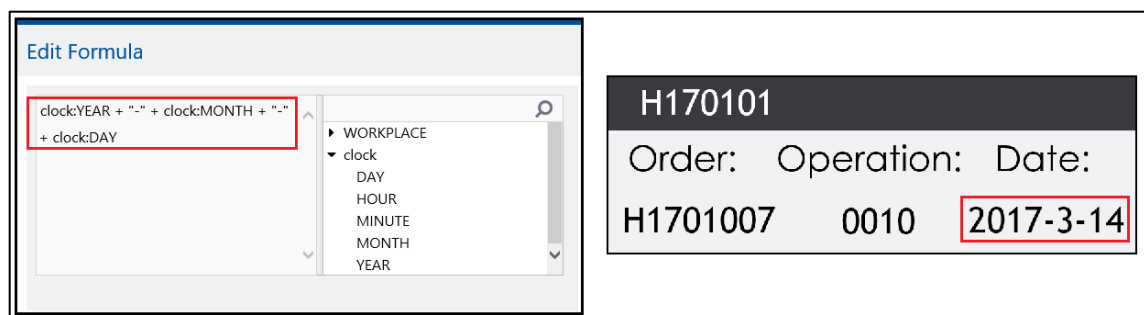 Edit Formula
clock:YEAR + "-" + clock:MONTH + "-"
+ clock:DAY
WORKPLACE
clock
DAY
HOUR
MINUTE
MONTH
YEAR
H170101
Order: Operation: Date:
H1701007 0010 2017-3-14